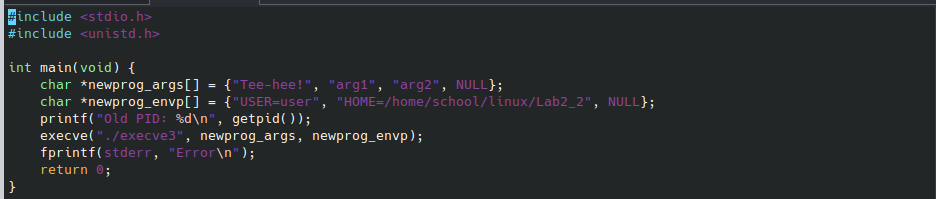 #include <stdio.h>
#include <unistd.h>

int main(void) {
    char *newprog_args[] = {"Tee-hee!", "arg1", "arg2", NULL};
    char *newprog_envp[] = {"USER=user", "HOME=/home/school/linux/Lab2_2", NULL};
    printf("Old PID: %d\n", getpid());
    execve("./execve3", newprog_args, newprog_envp);
    fprintf(stderr, "Error\n");
    return 0;
}